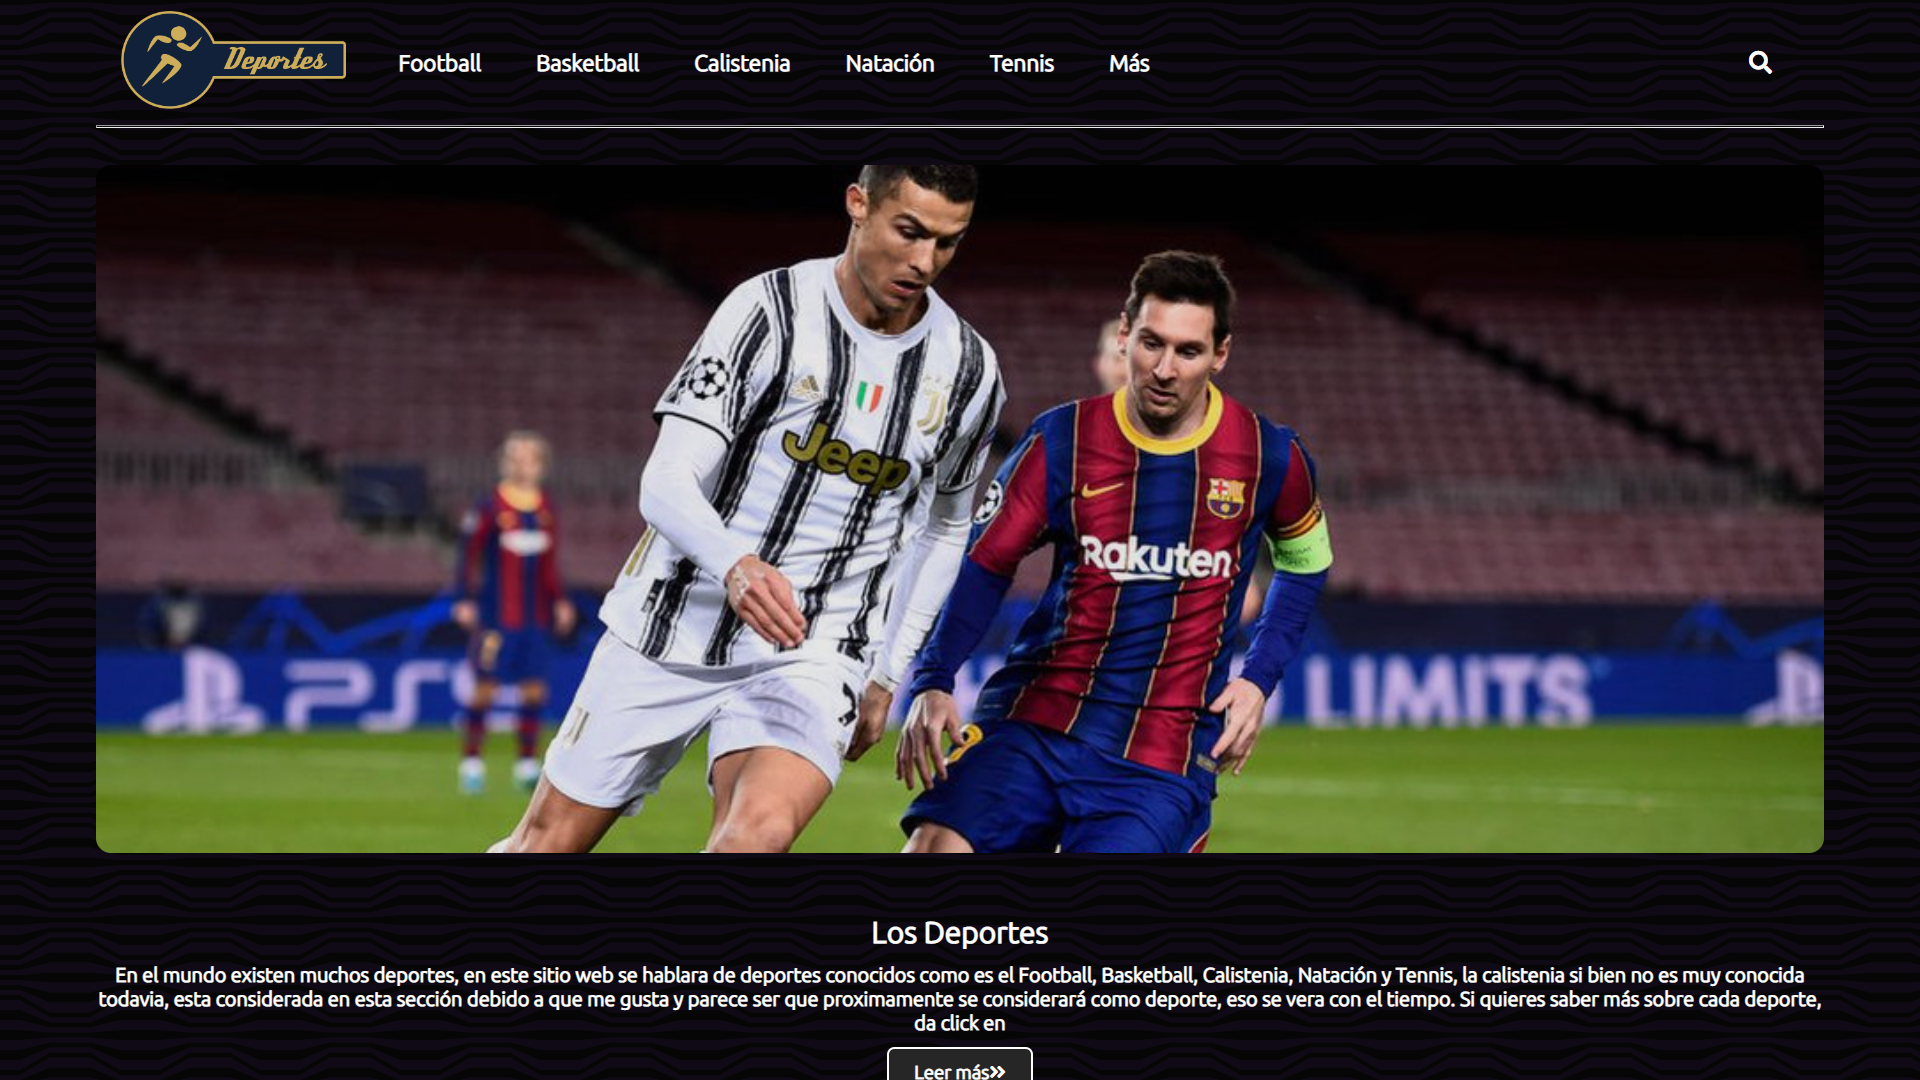 Deportes
Football
Basketball
Calistenia
Natación
Tennis
Más
Jeep
Rakuten
PS5
LIMITS
Los Deportes
En el mundo existen muchos deportes, en este sitio web se hablara de deportes conocidos como es el Football, Basketball, Calistenia, Natación y Tennis, la calistenia si bien no es muy conocida
todavia, esta considerada en esta sección debido a que me gusta y parece ser que proximamente se considerará como deporte, eso se vera con el tiempo. Si quieres saber más sobre cada deporte,
da click en
Leer más